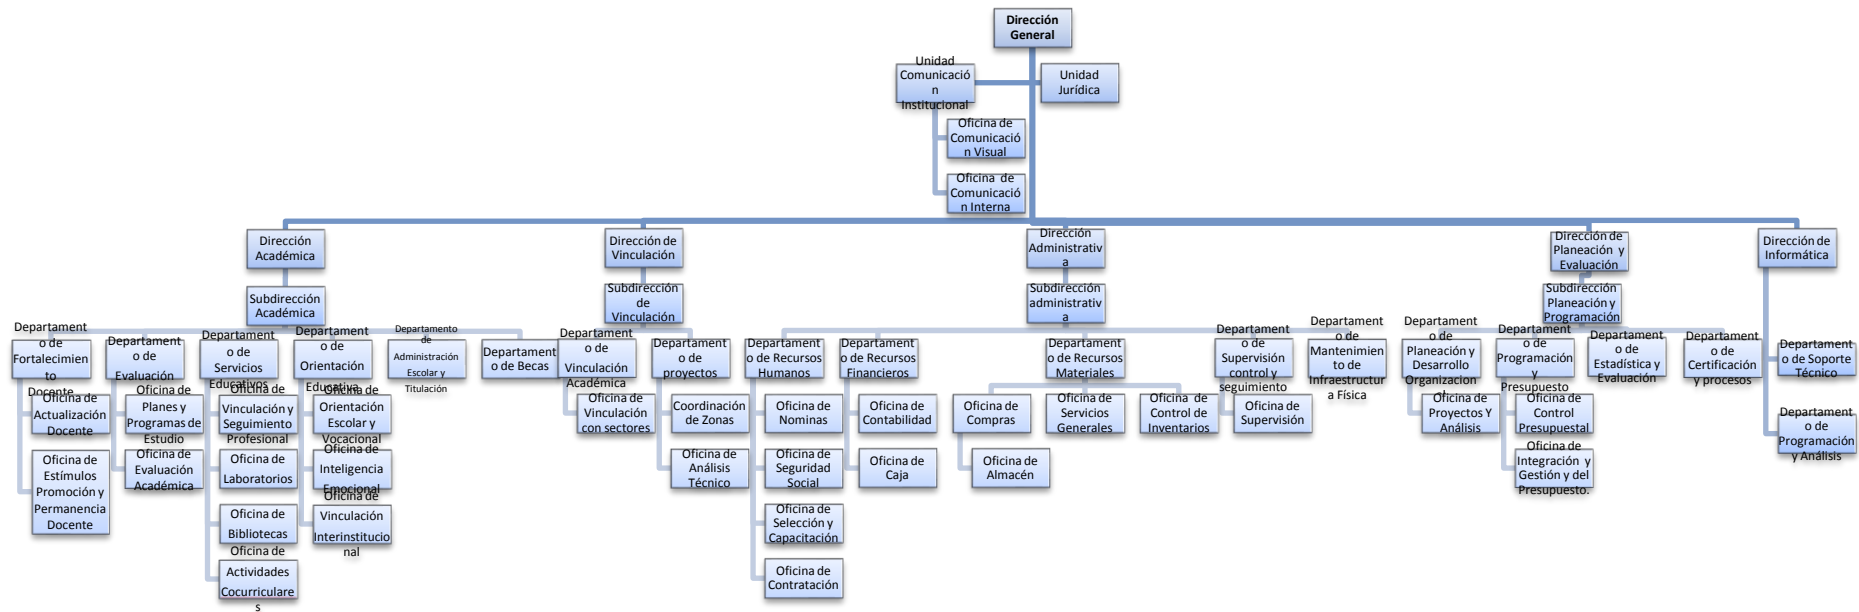 Dirección
General
Unidad
Comunicació
n
Institucional
Unidad
Jurídica
Oficina de
Comunicació
n Visual
Oficina de
Comunicació
n Interna
Dirección
Académica
Dirección de
Vinculación
Dirección
Administrativ
a
Dirección de
Planeación y
Evaluación
Dirección de
Informática
Subdirección
Académica
Subdirección
de
Vinculación
Subdirección
administrativ
a
Subdirección
Planeación y
Programación
Departament
o de
Fortalecimien
to
Docente
Departament
o de
Evaluación
Departament
o de
Servicios
Educativos
Departament
o de
Orientación
Educativa
Departamento
de
Administración
Escolar y
Titulación
Departament
o de Becas
Departament
o de
Vinculación
Académica
Departament
o de
proyectos
Departament
o de Recursos
Humanos
Departament
o de Recursos
Financieros
Departament
o de Recursos
Materiales
Departament
o de
Supervisión
control y
seguimiento
Departament
o de
Mantenimien
to de
Infraestructur
a Física
Departament
o de
Planeación y
Desarrollo
Organizacion
al
Departament
o de
Programación
y
Presupuesto
Departament
o de
Estadística y
Evaluación
Departament
o de
Certificación
y procesos
Departament
o de Soporte
Técnico
Departament
o de
Programación
y Análisis
Oficina de
Actualización
Docente
Oficina de
Estímulos
Promoción y
Permanencia
Docente
Oficina de
Planes y
Programas de
Estudio
Oficina de
Evaluación
Académica
Oficina de
Vinculación y
Seguimiento
Profesional
Oficina de
Laboratorios
Oficina de
Bibliotecas
Oficina de
Actividades
Cocurriculare
s
Oficina de
Orientación
Escolar y
Vocacional
Oficina de
Inteligencia
Emocional
Oficina de
Vinculación
Interinstitucio
nal
Oficina de
Vinculación
con sectores
Coordinación
de Zonas
Oficina de
Análisis
Técnico
Oficina de
Nominas
Oficina de
Seguridad
Social
Oficina de
Selección y
Capacitación
Oficina de
Contratación
Oficina de
Contabilidad
Oficina de
Caja
Oficina de
Compras
Oficina de
Almacén
Oficina de
Servicios
Generales
Oficina de
Control de
Inventarios
Oficina de
Supervisión
Oficina de
Proyectos Y
Análisis
Oficina de
Control
Presupuestal
Oficina de
Integración y
Gestión y del
Presupuesto.